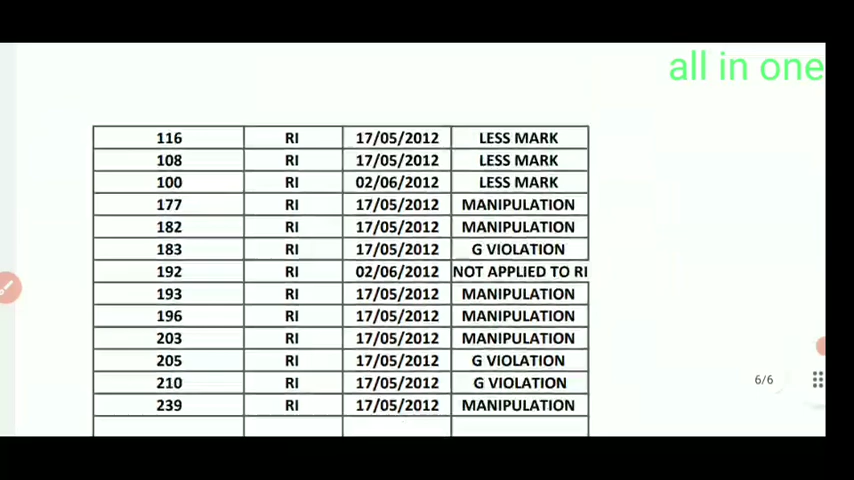 all in one
116 RI 17/05/2012 LESS MARK
108 RI 17/05/2012 LESS MARK
100 RI 02/06/2012 LESS MARK
177 RI 17/05/2012 MANIPULATION
182 RI 17/05/2012 MANIPULATION
183 RI 17/05/2012 G VIOLATION
192 RI 02/06/2012 NOT APPLIED TO RI
193 RI 17/05/2012 MANIPULATION
196 RI 17/05/2012 MANIPULATION
203 RI 17/05/2012 MANIPULATION
205 RI 17/05/2012 G VIOLATION
210 RI 17/05/2012 G VIOLATION
6/6
239 RI 17/05/2012 MANIPULATION